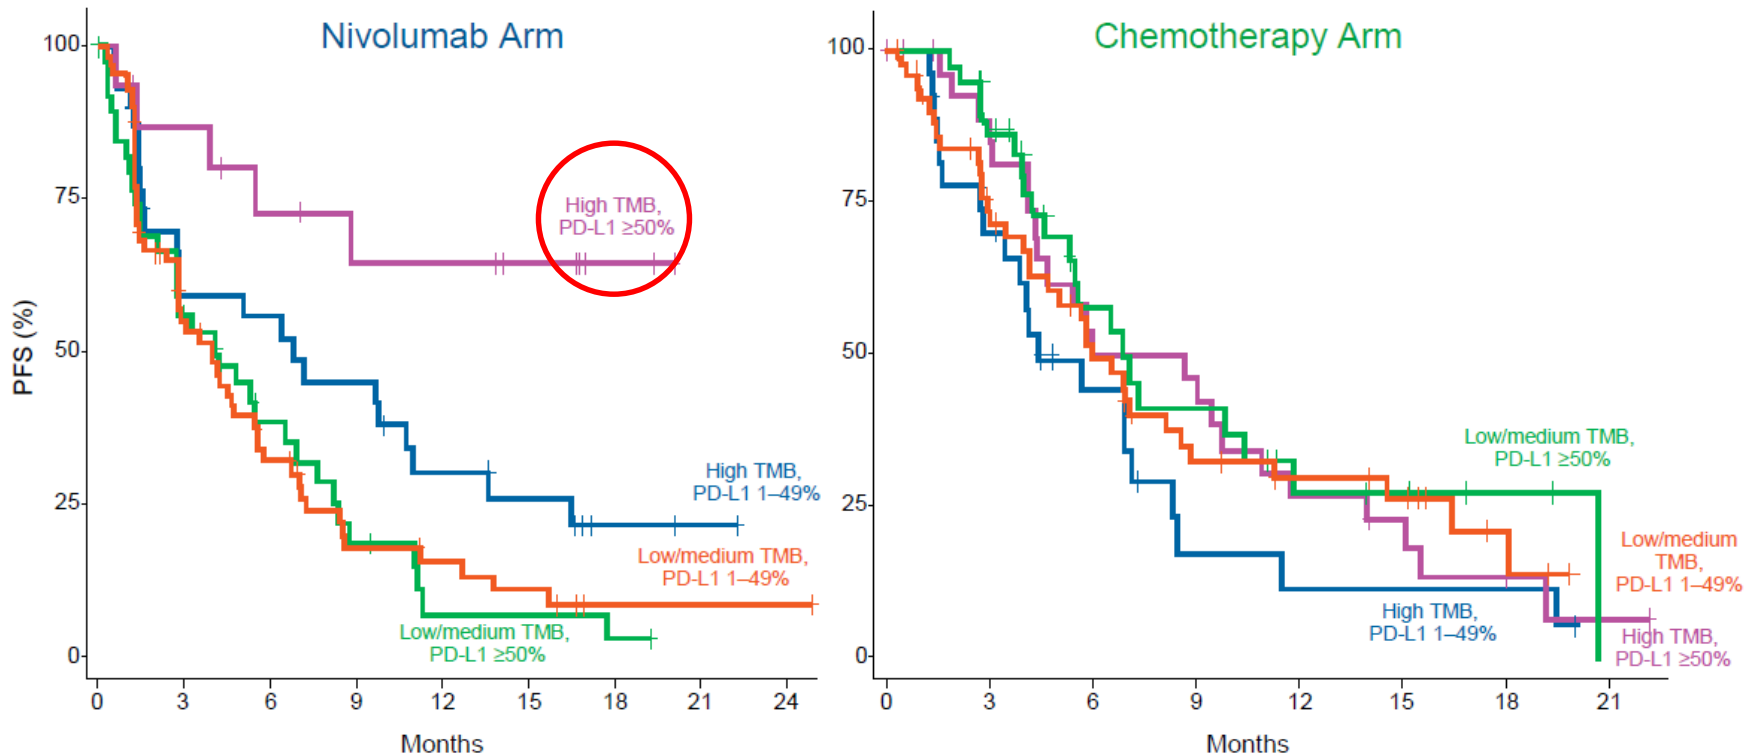 Nivolumab Arm
100
75
50
25
0
PFS (%)
High TMB,
PD-L1 ≥50%
High TMB,
PD-L1 1–49%
Low/medium TMB,
PD-L1 1–49%
Low/medium TMB,
PD-L1 ≥50%
0 3 6 9 12 15 18 21 24
Months
Chemotherapy Arm
100
75
50
25
0
Low/medium TMB,
PD-L1 ≥50%
Low/medium
TMB,
PD-L1 1–49%
High TMB,
PD-L1 1–49%
High TMB,
PD-L1 ≥50%
0 3 6 9 12 15 18 21
Months